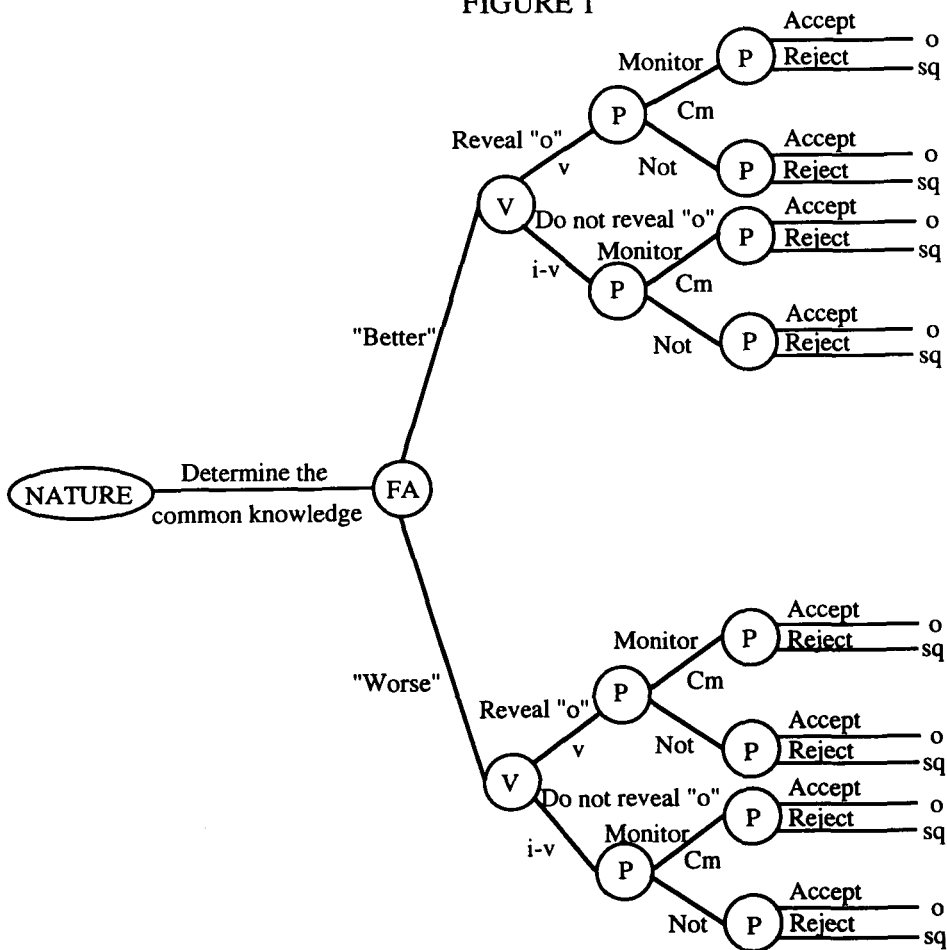 FIGURE 1
Accept
o
Monitor
P
Reject
sq
P
Cm
Reveal "o"
v
Not
Accept
o
P
Reject
sq
V
Do not reveal "o"
Accept
o
Monitor
P
Reject
sq
i-v
P
Cm
Not
Accept
o
P
Reject
sq
"Better"
NATURE
Determine the
common knowledge
FA
"Worse"
Accept
o
Monitor
P
Reject
sq
P
Cm
Reveal "o"
v
Not
Accept
o
P
Reject
sq
V
Do not reveal "o"
Accept
o
Monitor
P
Reject
sq
i-v
P
Cm
Not
Accept
o
P
Reject
sq